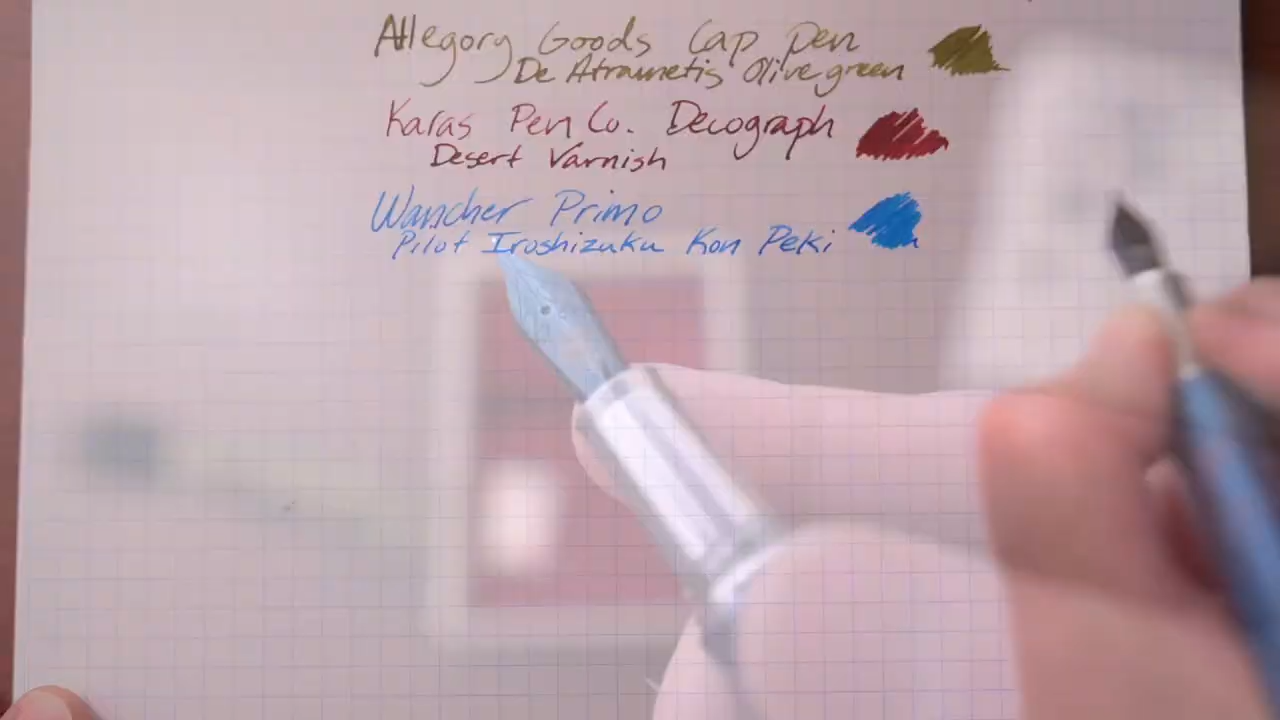 Allegory Goods Cap Pen
De Atraumetis Olive green
Karas Pen Co. Decograph
Desert Varnish
Wancher Primo
Pilot Iroshizuku Kon Peki